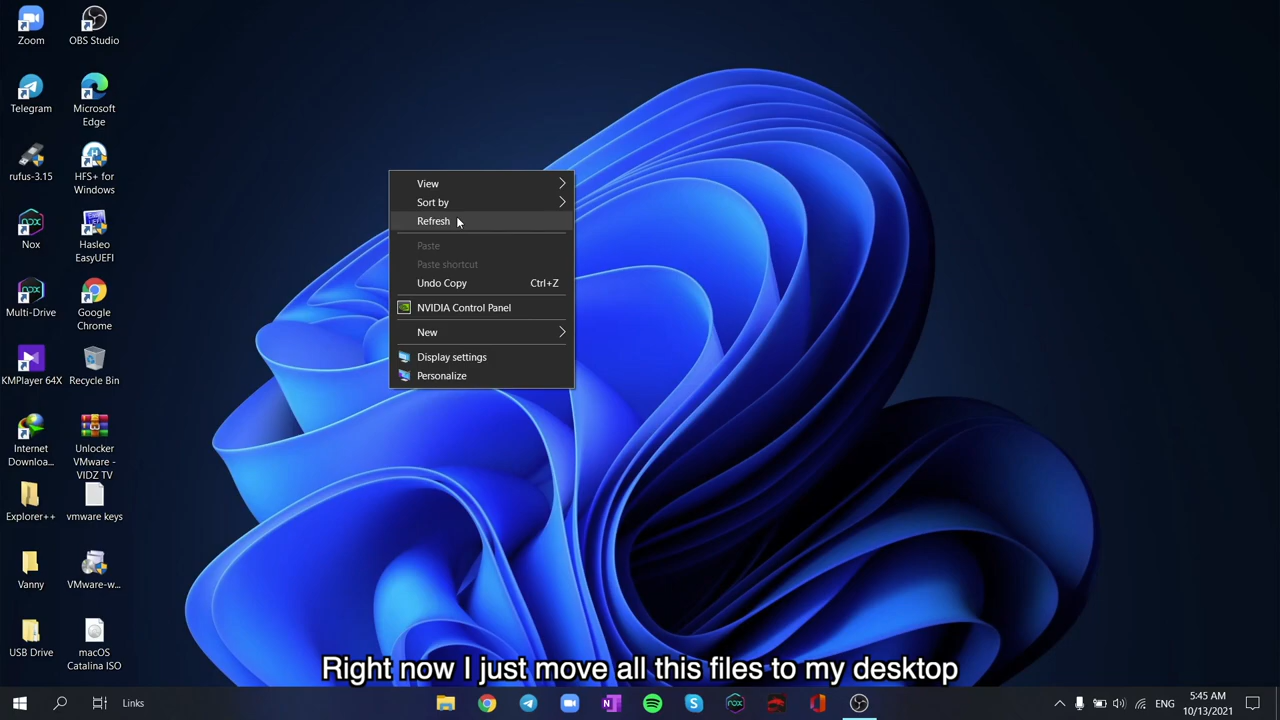 Zoom
OBS Studio
Telegram
Microsoft
Edge
rufus-3.15
HFS+ for
Windows
Nox
Hasleo
EasyUEFI
Multi-Drive
Google
Chrome
KMPlayer 64X
Recycle Bin
Internet
Downloa...
Unlocker
VMware -
VIDZ TV
Explorer++
vmware keys
Vanny
VMware-w...
USB Drive
macOS
Catalina ISO
View
Sort by
Refresh
Paste
Paste shortcut
Undo Copy Ctrl+Z
NVIDIA Control Panel
New
Display settings
Personalize
Right now I just move all this files to my desktop
Links
ENG
5:45 AM
10/13/2021